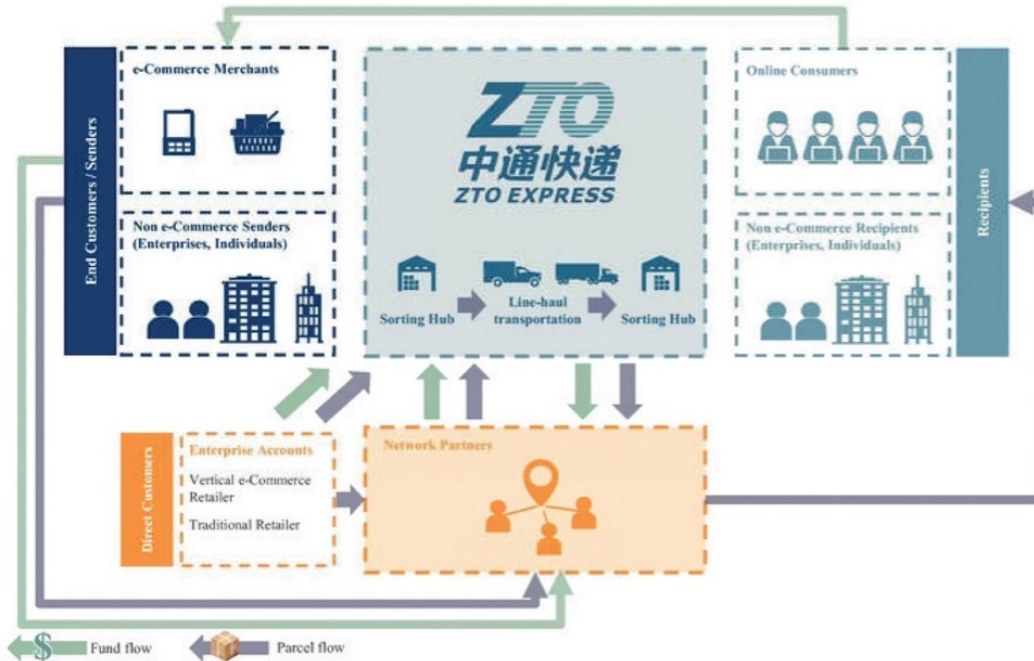 End Customers / Senders
e-Commerce Merchants
Non e-Commerce Senders
(Enterprises, Individuals)
ZTO
中通快递
ZTO EXPRESS
Sorting Hub
Line-haul
transportation
Sorting Hub
Online Consumers
Non e-Commerce Recipients
(Enterprises, Individuals)
Recipients
Direct Customers
Enterprise Accounts
Vertical e-Commerce
Retailer
Traditional Retailer
Network Partners
$
Fund flow
Parcel flow